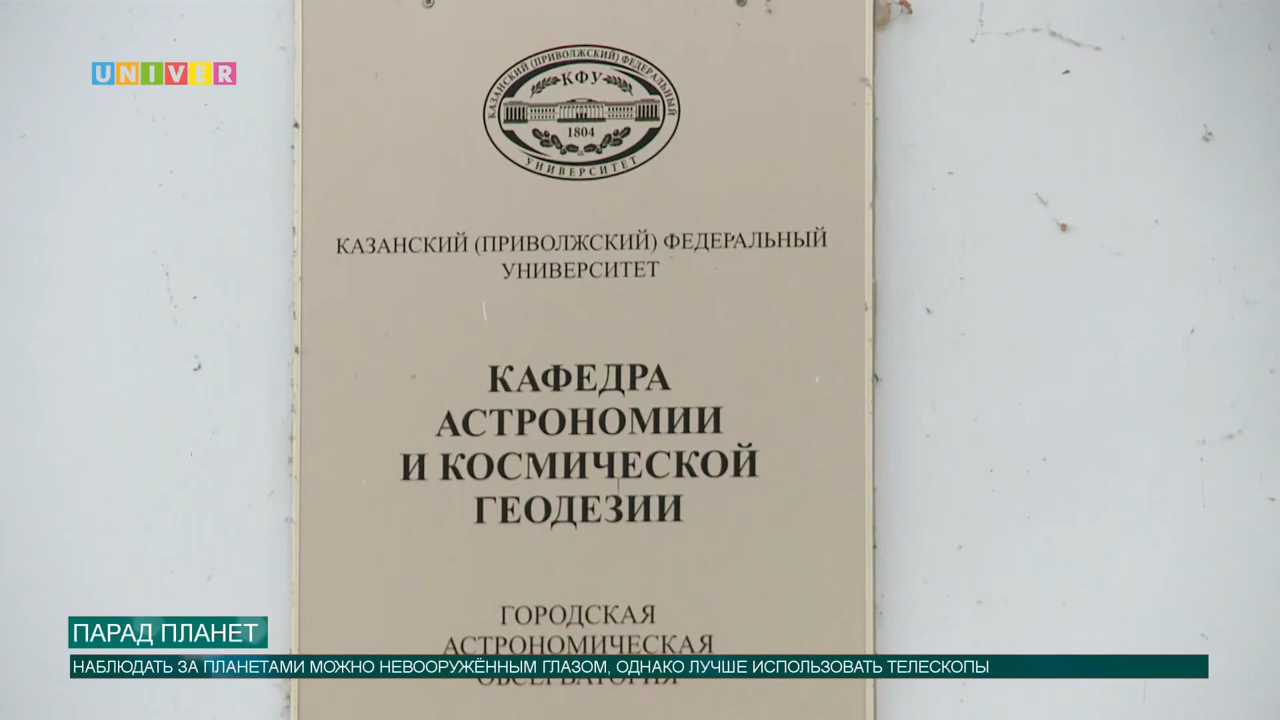 UNIVER
КАЗАНСКИЙ (ПРИВОЛЖСКИЙ) ФЕДЕРАЛЬНЫЙ
КФУ
1804
УНИВЕРСИТЕТ
КАЗАНСКИЙ (ПРИВОЛЖСКИЙ) ФЕДЕРАЛЬНЫЙ
УНИВЕРСИТЕТ
КАФЕДРА
АСТРОНОМИИ
И КОСМИЧЕСКОЙ
ГЕОДЕЗИИ
ГОРОДСКАЯ
АСТРОНОМИЧЕСКАЯ
ОБСЕРВАТОРИЯ
ПАРАД ПЛАНЕТ
НАБЛЮДАТЬ ЗА ПЛАНЕТАМИ МОЖНО НЕВООРУЖЁННЫМ ГЛАЗОМ, ОДНАКО ЛУЧШЕ ИСПОЛЬЗОВАТЬ ТЕЛЕСКОПЫ